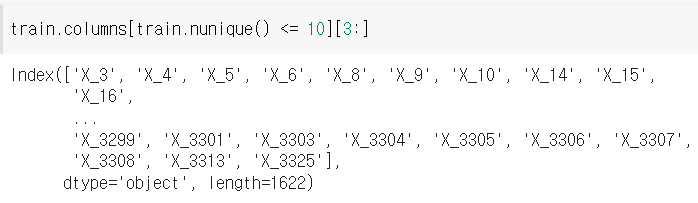 train.columns[train.nunique() <= 10][3:]
Index(['X_3', 'X_4', 'X_5', 'X_6', 'X_8', 'X_9', 'X_10', 'X_14', 'X_15',
'X_16',
...
'X_3299', 'X_3301', 'X_3303', 'X_3304', 'X_3305', 'X_3306', 'X_3307',
'X_3308', 'X_3313', 'X_3325'],
dtype='object', length=1622)